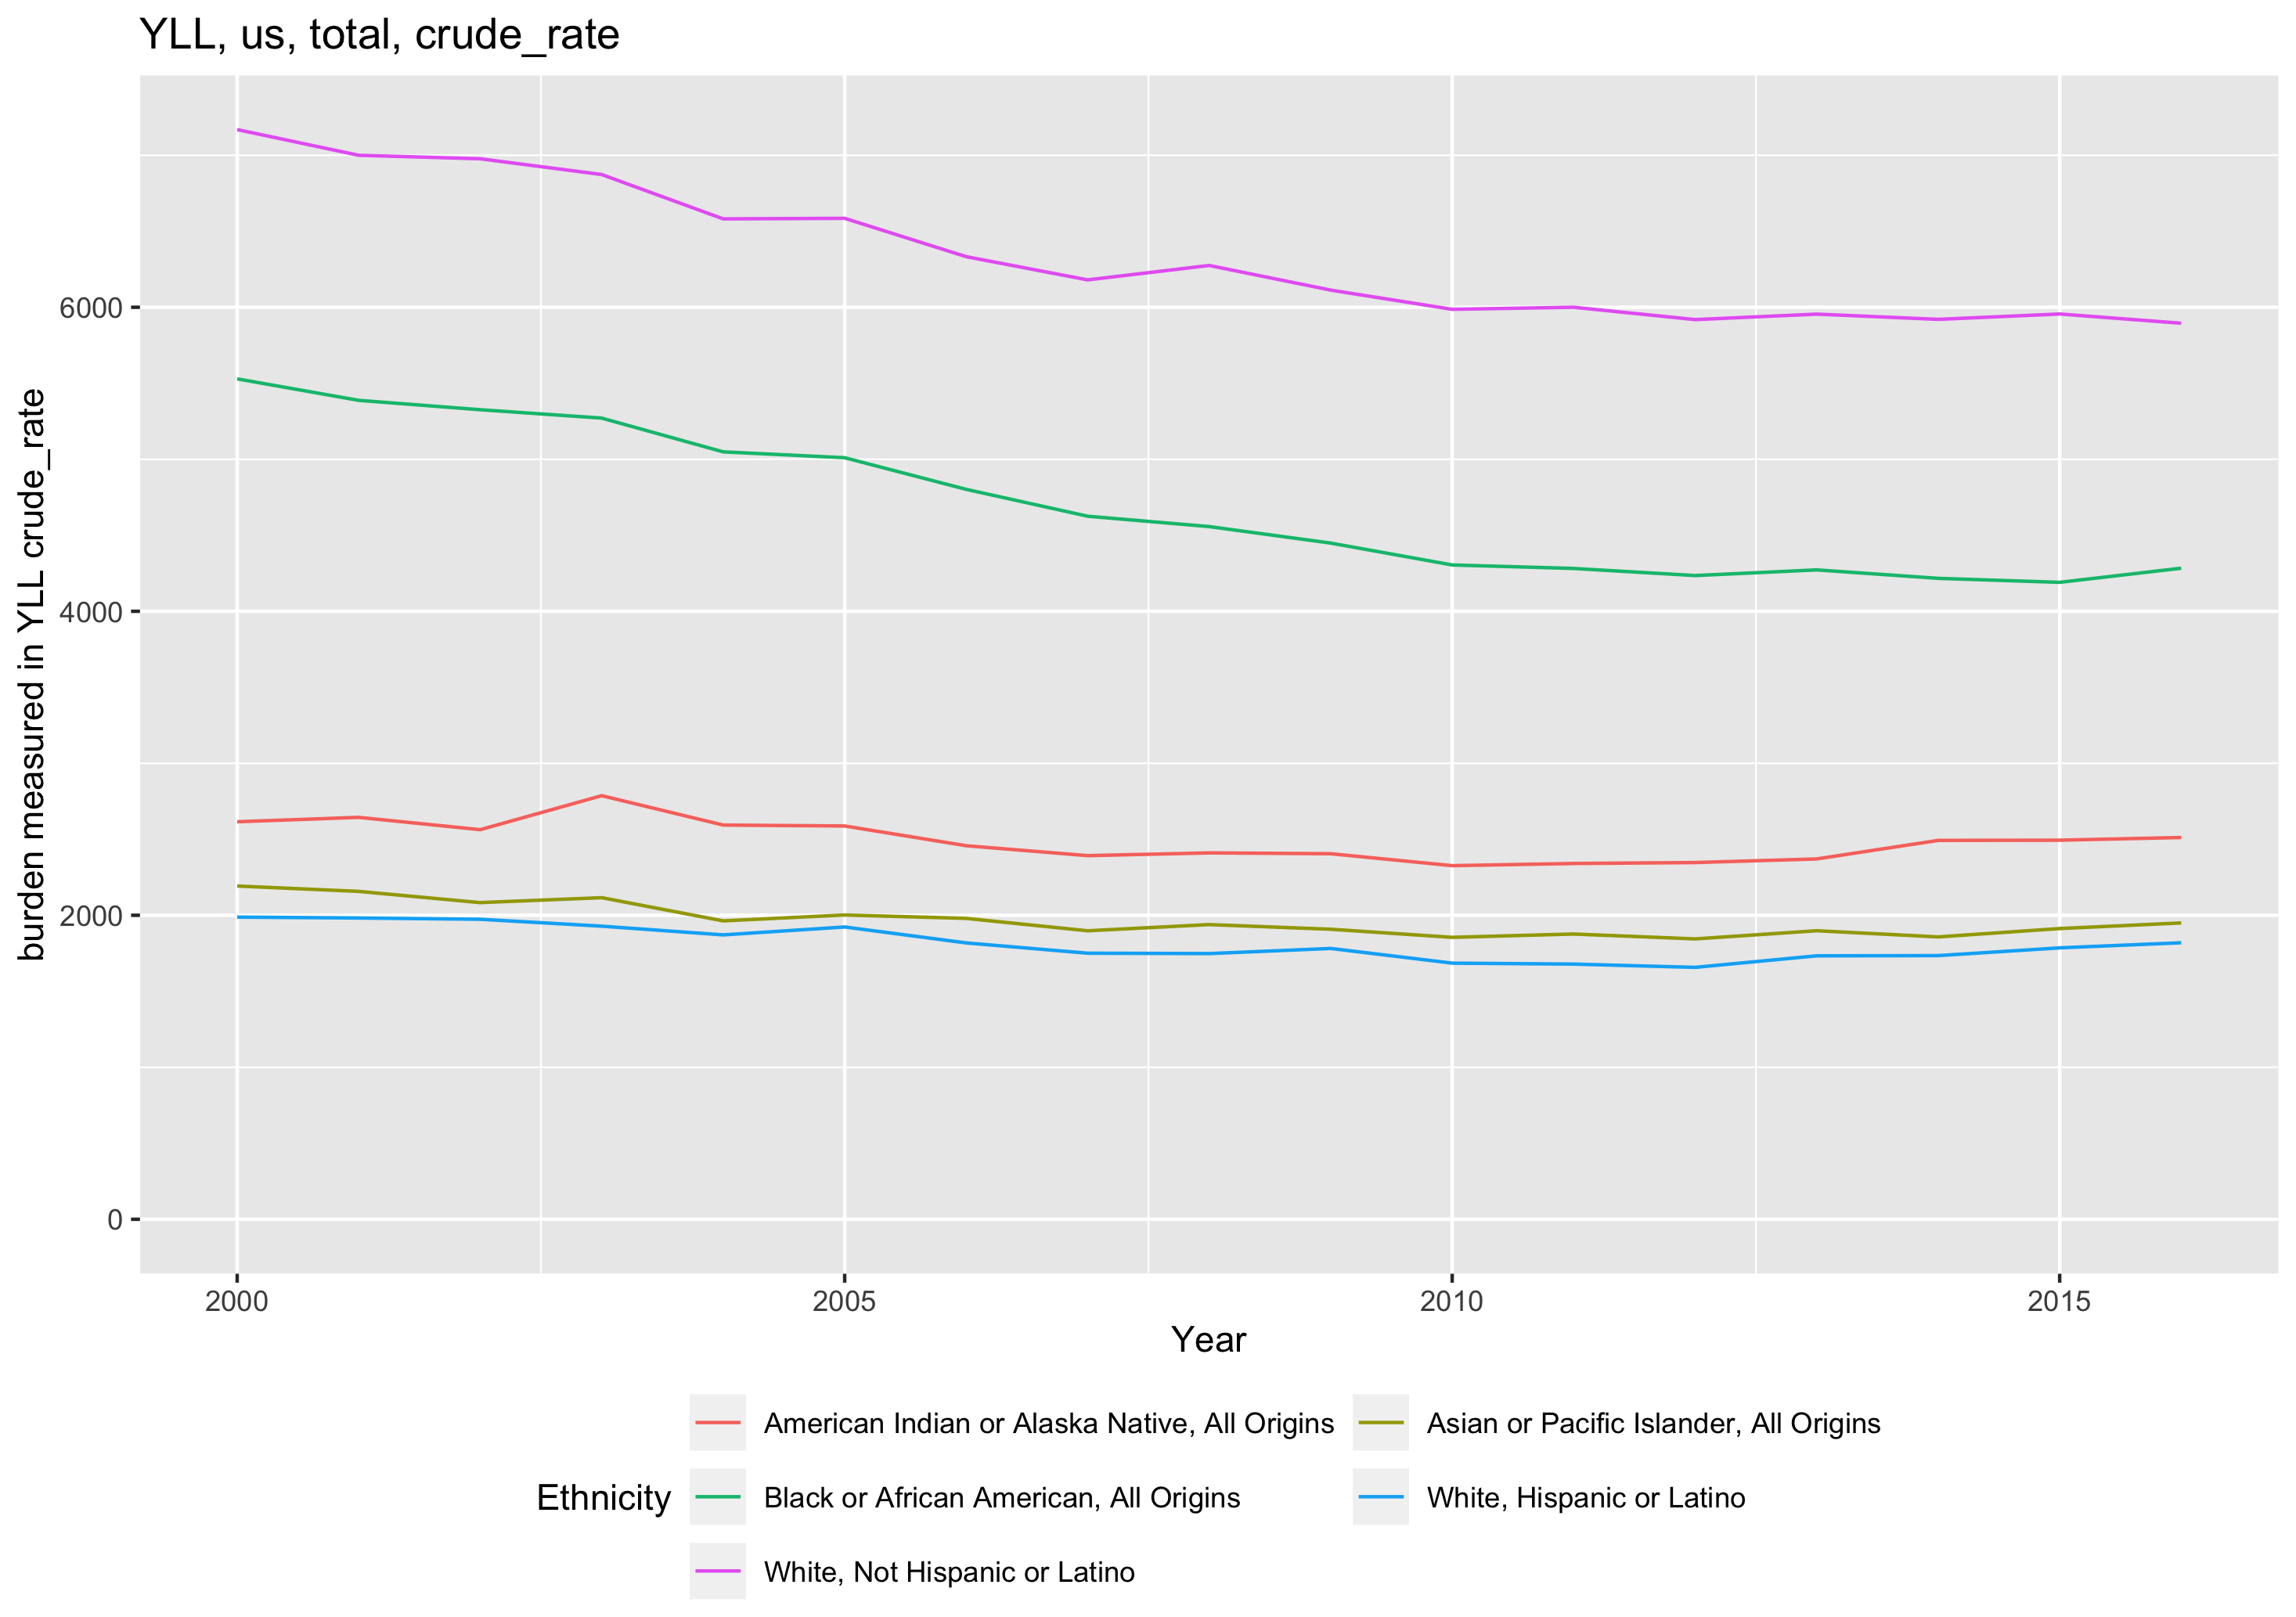 YLL, us, total, crude_rate
burden measured in YLL crude_rate
6000
4000
2000
0
2000 2005 2010 2015
Year
Ethnicity
American Indian or Alaska Native, All Origins Asian or Pacific Islander, All Origins
Black or African American, All Origins White, Hispanic or Latino
White, Not Hispanic or Latino